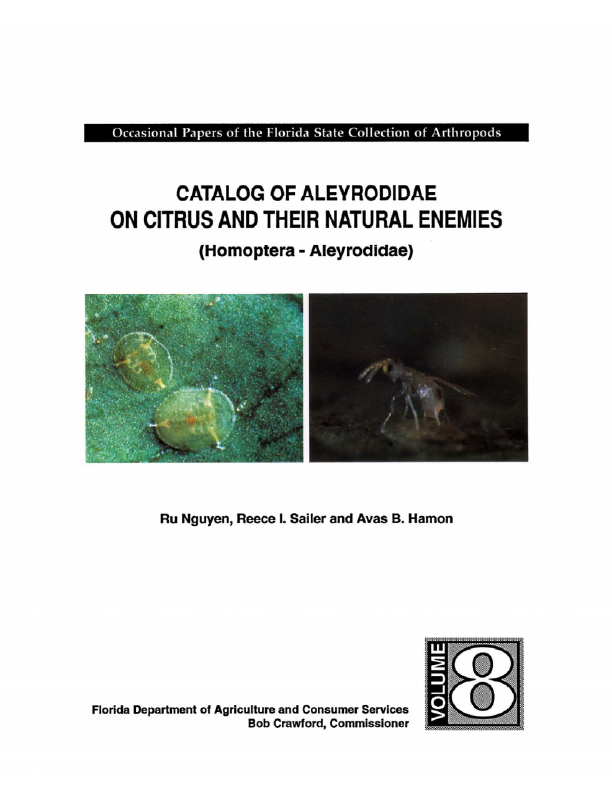 Occasional Papers of the Florida State Collection of Arthropods
CATALOG OF ALEYRODIDAE
ON CITRUS AND THEIR NATURAL ENEMIES
(Homoptera - Aleyrodidae)
Ru Nguyen, Reece I. Sailer and Avas B. Hamon
VOLUME
8
Florida Department of Agriculture and Consumer Services
Bob Crawford, Commissioner